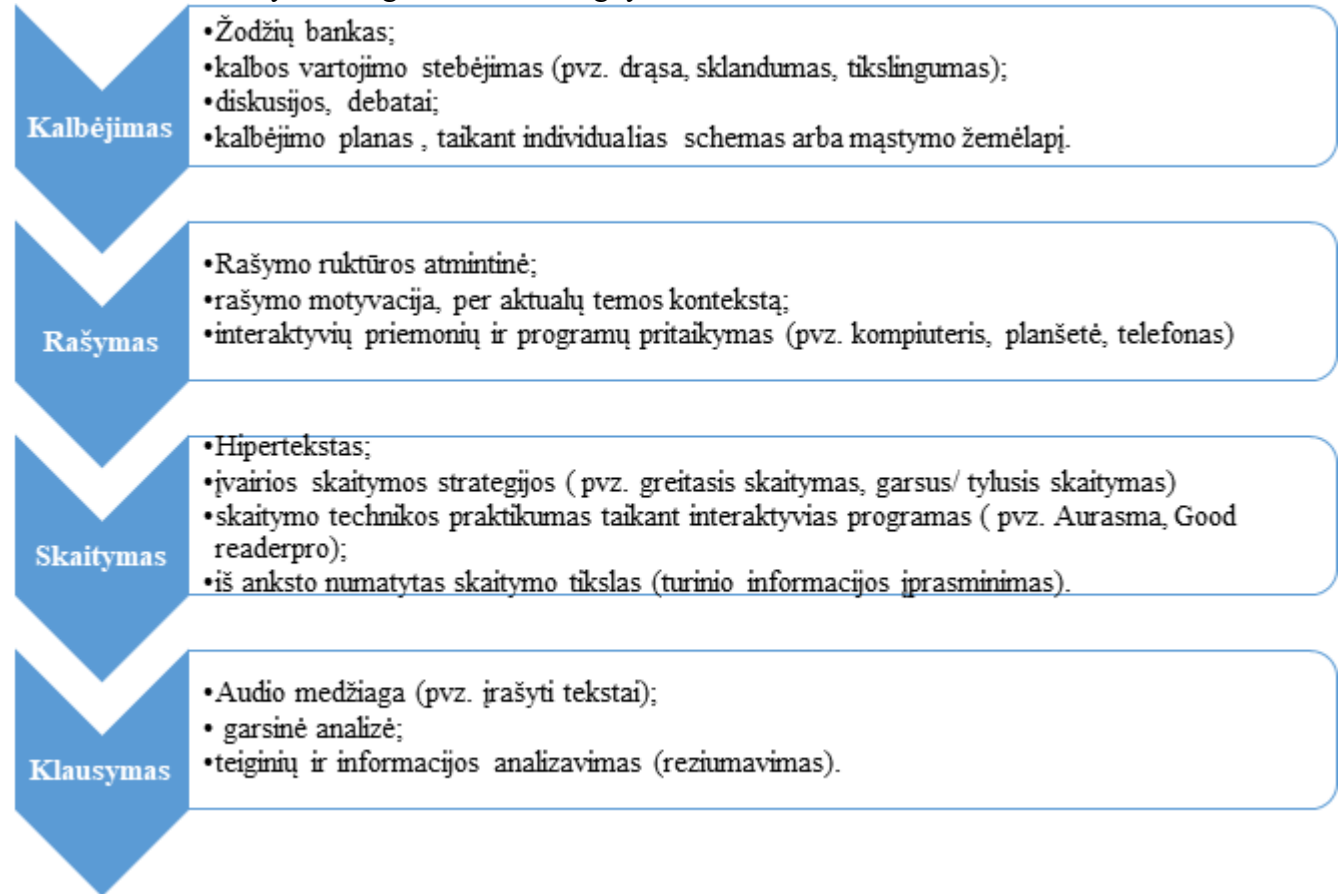 Kalbėjimas
•Žodžių bankas;
•kalbos vartojimo stebėjimas (pvz. drąsa, sklandumas, tikslingumas);
•diskusijos, debatai;
•kalbėjimo planas , taikant individualias schemas arba mąstymo žemėlapį.
Rašymas
•Rašymo ruktūros atmintinė;
•rašymo motyvacija, per aktualų temos kontekstą;
•interaktyvių priemonių ir programų pritaikymas (pvz. kompiuteris, planšetė, telefonas)
Skaitymas
•Hipertekstas;
•įvairios skaitymos strategijos ( pvz. greitasis skaitymas, garsus/ tylusis skaitymas)
•skaitymo technikos praktikumas taikant interaktyvias programas ( pvz. Aurasma, Good
readerpro);
•iš anksto numatytas skaitymo tikslas (turinio informacijos įprasminimas).
Klausymas
•Audio medžiaga (pvz. įrašyti tekstai);
• garsinė analizė;
•teiginių ir informacijos analizavimas (reziumavimas).